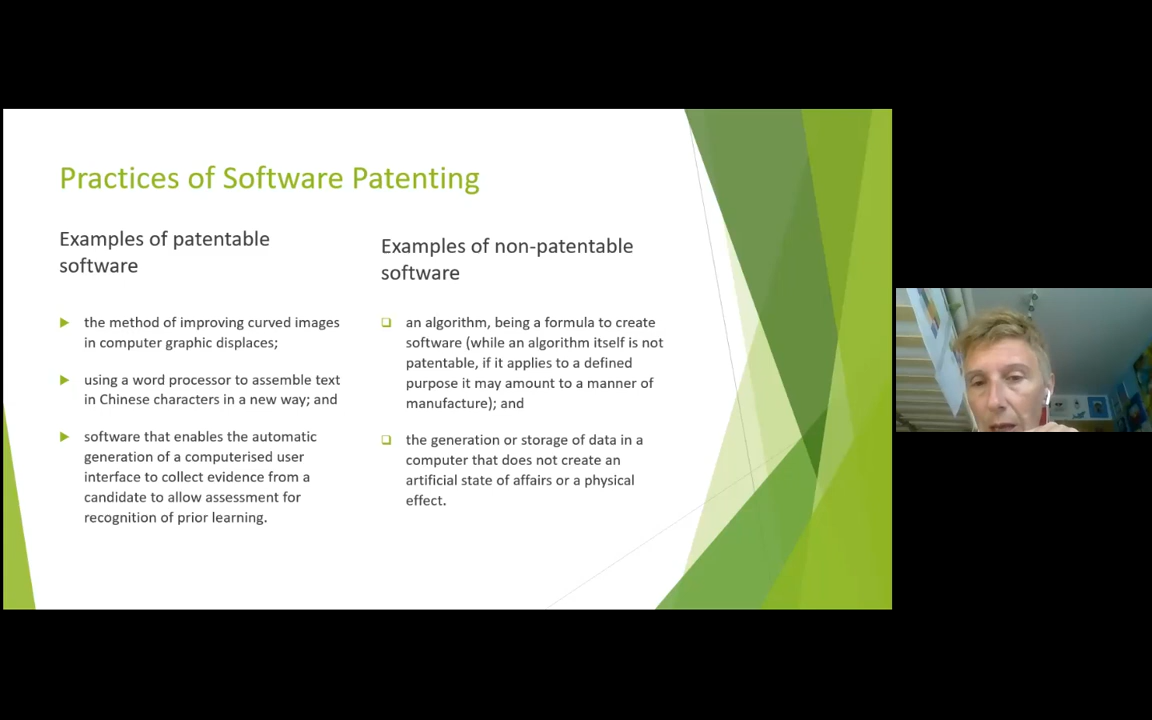 Practices of Software Patenting
Examples of patentable
software
the method of improving curved images
in computer graphic displaces;
using a word processor to assemble text
in Chinese characters in a new way; and
software that enables the automatic
generation of a computerised user
interface to collect evidence from a
candidate to allow assessment for
recognition of prior learning.
Examples of non-patentable
software
an algorithm, being a formula to create
software (while an algorithm itself is not
patentable, if it applies to a defined
purpose it may amount to a manner of
manufacture); and
the generation or storage of data in a
computer that does not create an
artificial state of affairs or a physical
effect.